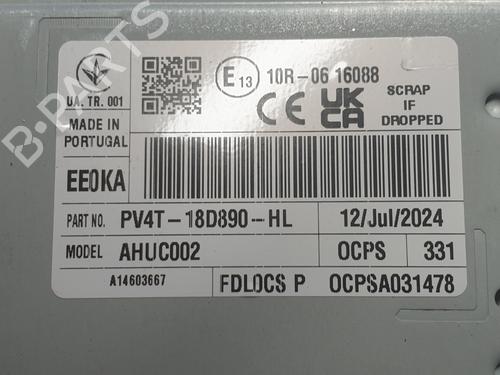 B-PARTS
UA. TR. 001
E 13
10R-06 16088
CE
UK
CA
SCRAP
IF
DROPPED
MADE IN
PORTUGAL
EE0KA
PART NO. PV4T-18D890-HL 12/Jul/2024
MODEL AHUC002 OCPS 331
A14603667 FDLOCS P OCPSA031478